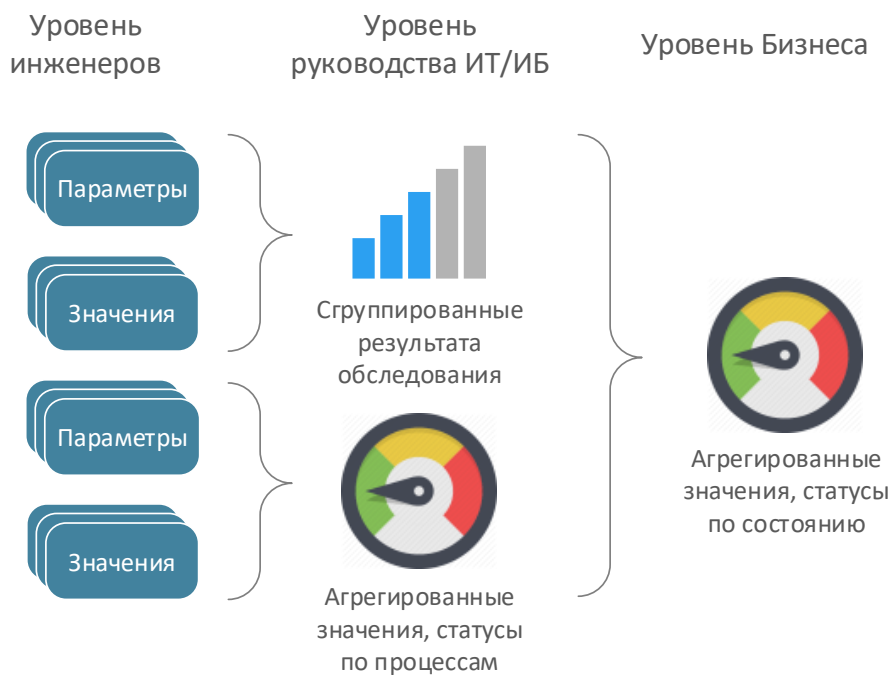 Уровень
инженеров
Уровень
руководства ИТ/ИБ
Уровень Бизнеса
Параметры
Значения
Параметры
Значения
Сгруппированные
результата
обследования
Агрегированные
значения, статусы
по процессам
Агрегированные
значения, статусы
по состоянию